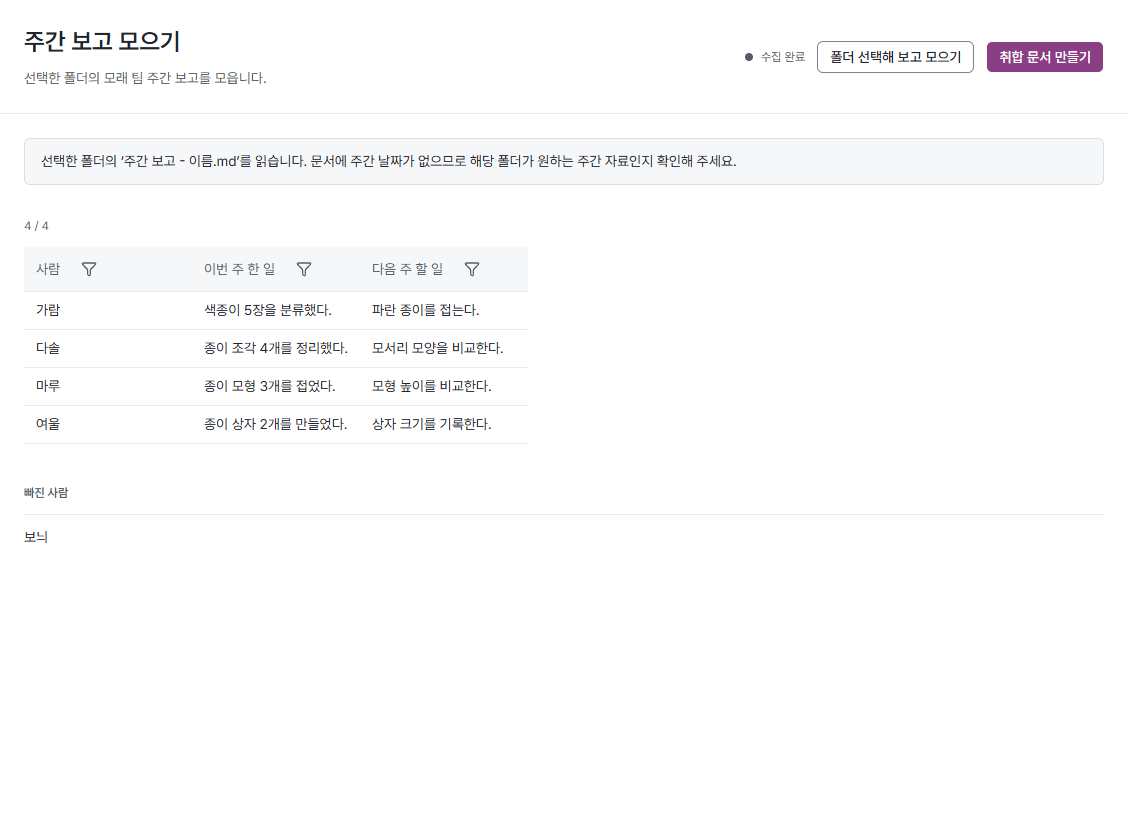 주간 보고 모으기
선택한 폴더의 모래 팀 주간 보고를 모읍니다.
수집 완료
폴더 선택해 보고 모으기
취합 문서 만들기
선택한 폴더의 ‘주간 보고 - 이름.md’를 읽습니다. 문서에 주간 날짜가 없으므로 해당 폴더가 원하는 주간 자료인지 확인해 주세요.
4 / 4
사람 이번 주 한 일 다음 주 할 일
가람 색종이 5장을 분류했다. 파란 종이를 접는다.
다솔 종이 조각 4개를 정리했다. 모서리 모양을 비교한다.
마루 종이 모형 3개를 접었다. 모형 높이를 비교한다.
여울 종이 상자 2개를 만들었다. 상자 크기를 기록한다.
빠진 사람
보늬